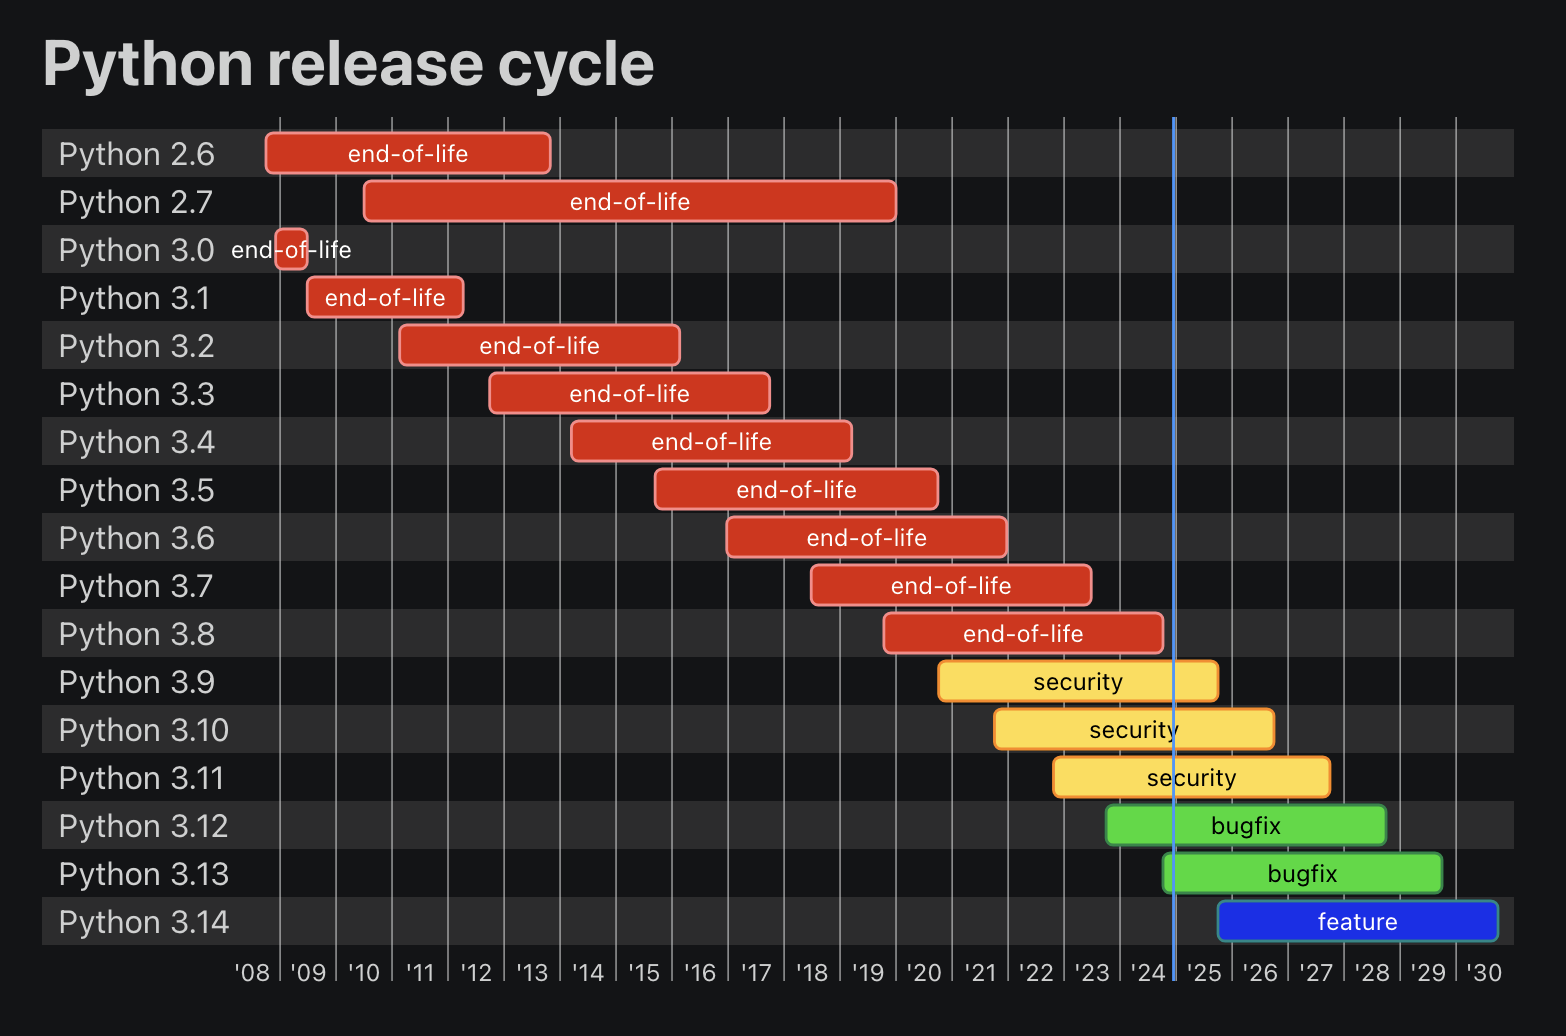 Python release cycle
Python 2.6 end-of-life
Python 2.7 end-of-life
Python 3.0 end-of-life
Python 3.1 end-of-life
Python 3.2 end-of-life
Python 3.3 end-of-life
Python 3.4 end-of-life
Python 3.5 end-of-life
Python 3.6 end-of-life
Python 3.7 end-of-life
Python 3.8 end-of-life
Python 3.9 security
Python 3.10 security
Python 3.11 security
Python 3.12 bugfix
Python 3.13 bugfix
Python 3.14 feature
'08 '09 '10 '11 '12 '13 '14 '15 '16 '17 '18 '19 '20 '21 '22 '23 '24 '25 '26 '27 '28 '29 '30